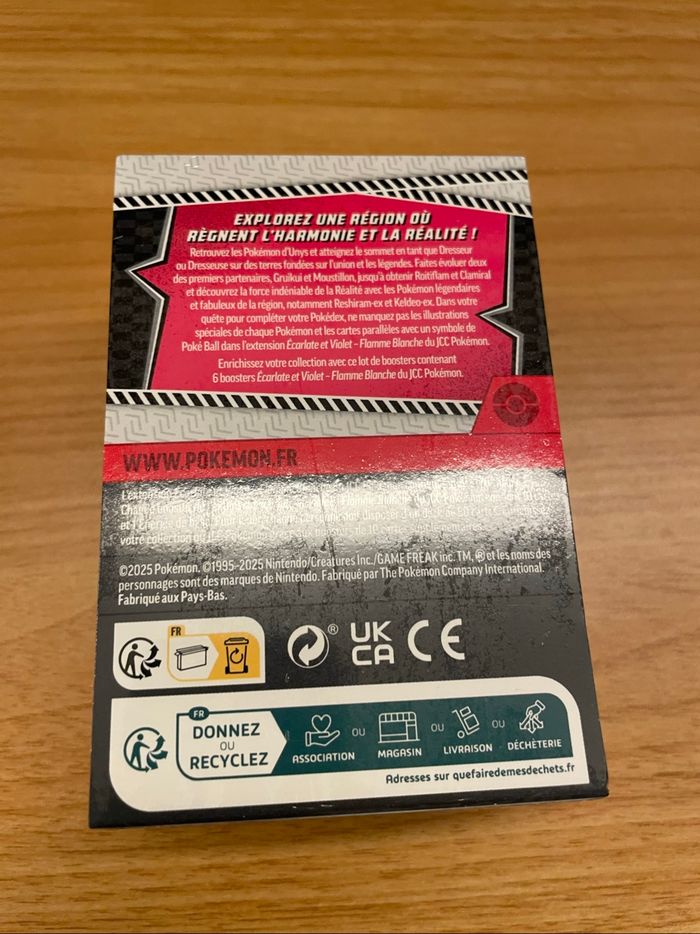 EXPLOREZ UNE RÉGION OÙ
RÈGNENT L'HARMONIE ET LA RÉALITÉ !
Retrouvez les Pokémon d'Unys et atteignez le sommet en tant que Dresseur
ou Dresseuse sur des terres fondées sur l'union et les légendes. Faites évoluer deux
des premiers partenaires, Gruikui et Moustillon, jusqu'à obtenir Roitiflam et Clamiral
et découvrez la force indéniable de la Réalité avec les Pokémon légendaires
et fabuleux de la région, notamment Reshiram-ex et Keldeo-ex. Dans votre
quête pour compléter votre Pokédex, ne manquez pas les illustrations
spéciales de chaque Pokémon et les cartes parallèles avec un symbole de
Poké Ball dans l'extension Écarlate et Violet – Flamme Blanche du JCC Pokémon.
Enrichissez votre collection avec ce lot de boosters contenant
6 boosters Écarlate et Violet – Flamme Blanche du JCC Pokémon.
WWW.POKEMON.FR
L'extension
et l'Énergie de
votre collection
©2025 Pokémon. ©1995-2025 Nintendo/Creatures Inc./GAME FREAK inc. TM, ® et les noms des
personnages sont des marques de Nintendo. Fabriqué par The Pokémon Company International.
Fabriqué aux Pays-Bas.
FR
® UK
CA CE
FR
DONNEZ
OU
RECYCLEZ
ASSOCIATION OU MAGASIN OU LIVRAISON OU DÉCHÈTERIE
Adresses sur quefairedemesdechets.fr